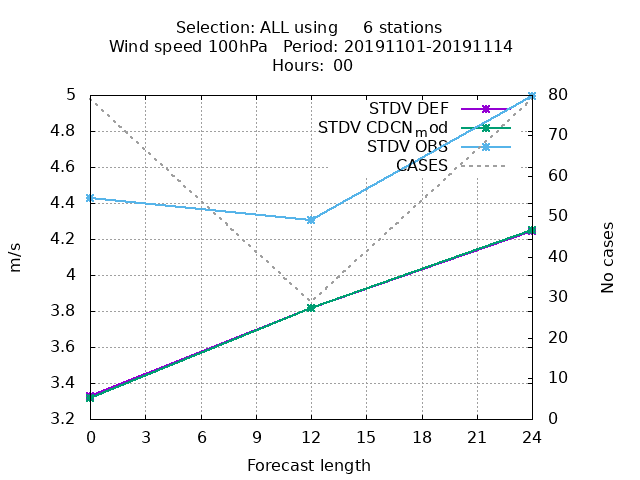 Selection: ALL using 6 stations
Wind speed 100hPa Period: 20191101-20191114
Hours: 00
5
4.8
4.6
4.4
4.2
4
3.8
3.6
3.4
3.2
m/s
STDV DEF
STDV CDCN_mod
STDV OBS
CASES
80
70
60
50
40
30
20
10
0
No cases
0 3 6 9 12 15 18 21 24
Forecast length